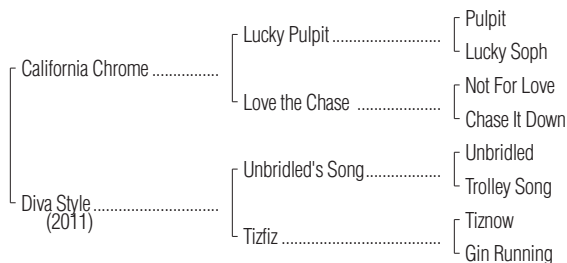 Pulpit
Lucky Pulpit
Lucky Soph
California Chrome
Not For Love
Love the Chase
Chase It Down
Unbridled
Unbridled's Song
Trolley Song
Diva Style
(2011)
Tiznow
Tizfiz
Gin Running